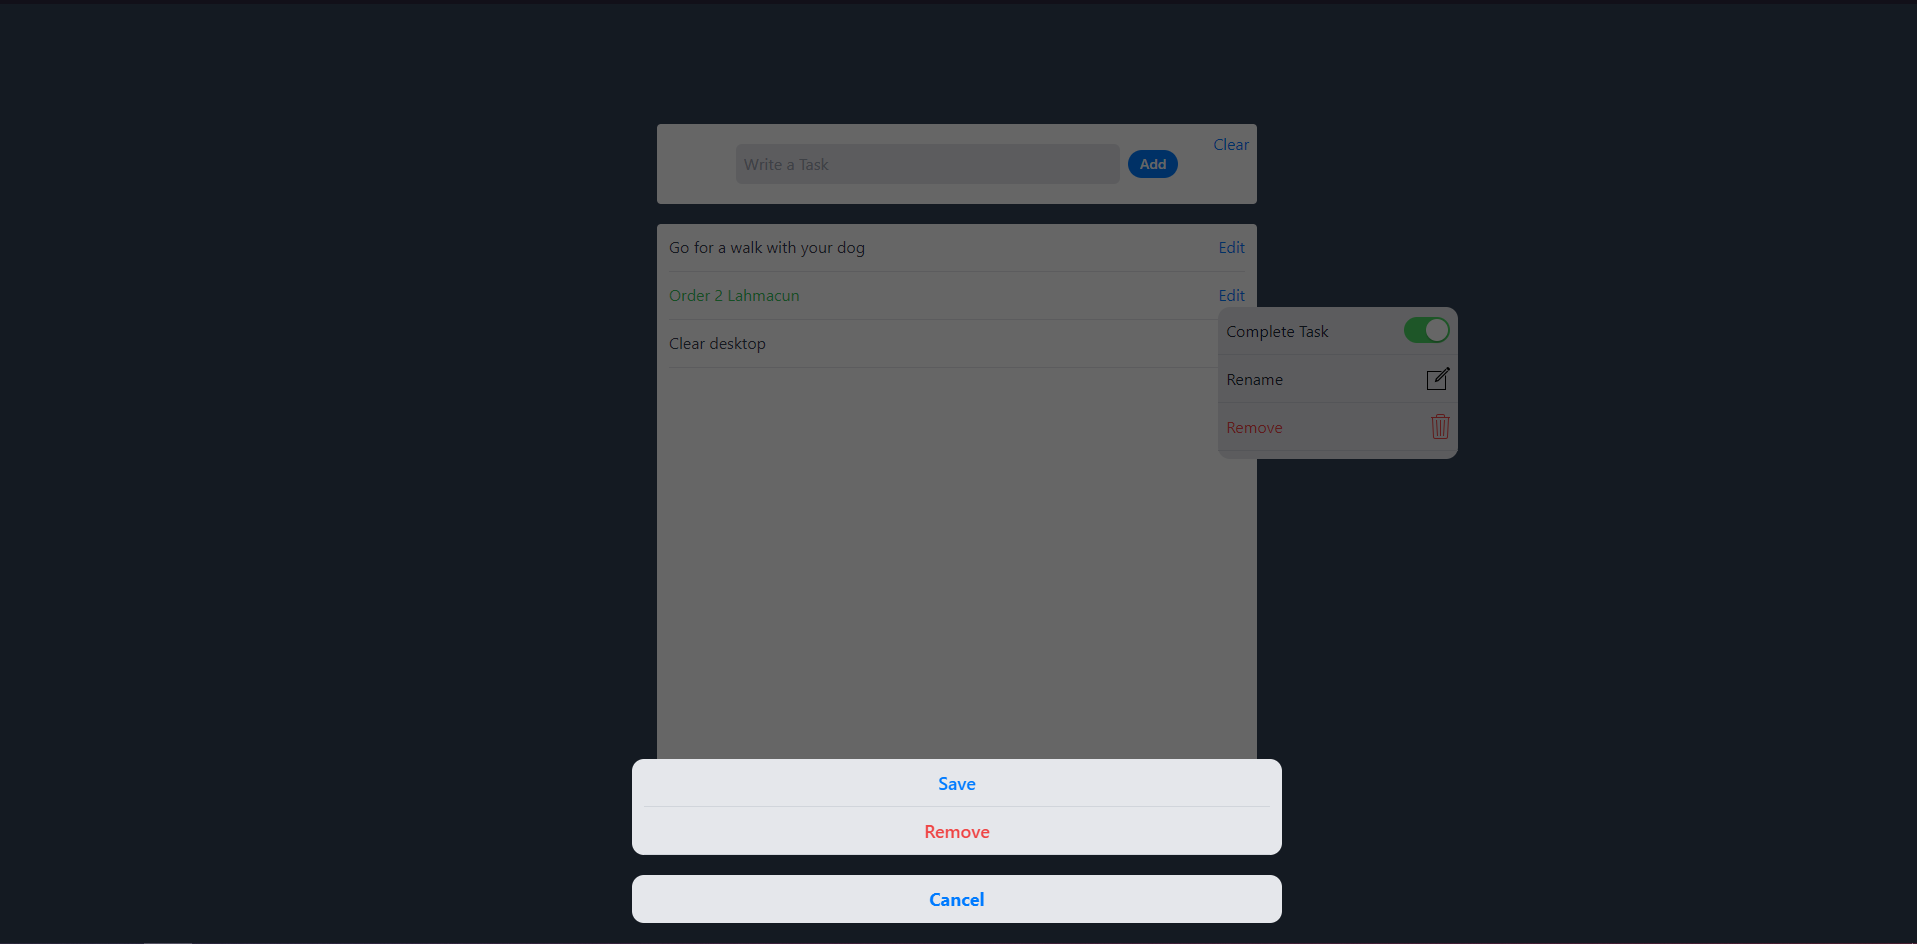 Clear
Write a Task
Add
Go for a walk with your dog
Edit
Order 2 Lahmacun
Edit
Clear desktop
Complete Task
Rename
Remove
Save
Remove
Cancel